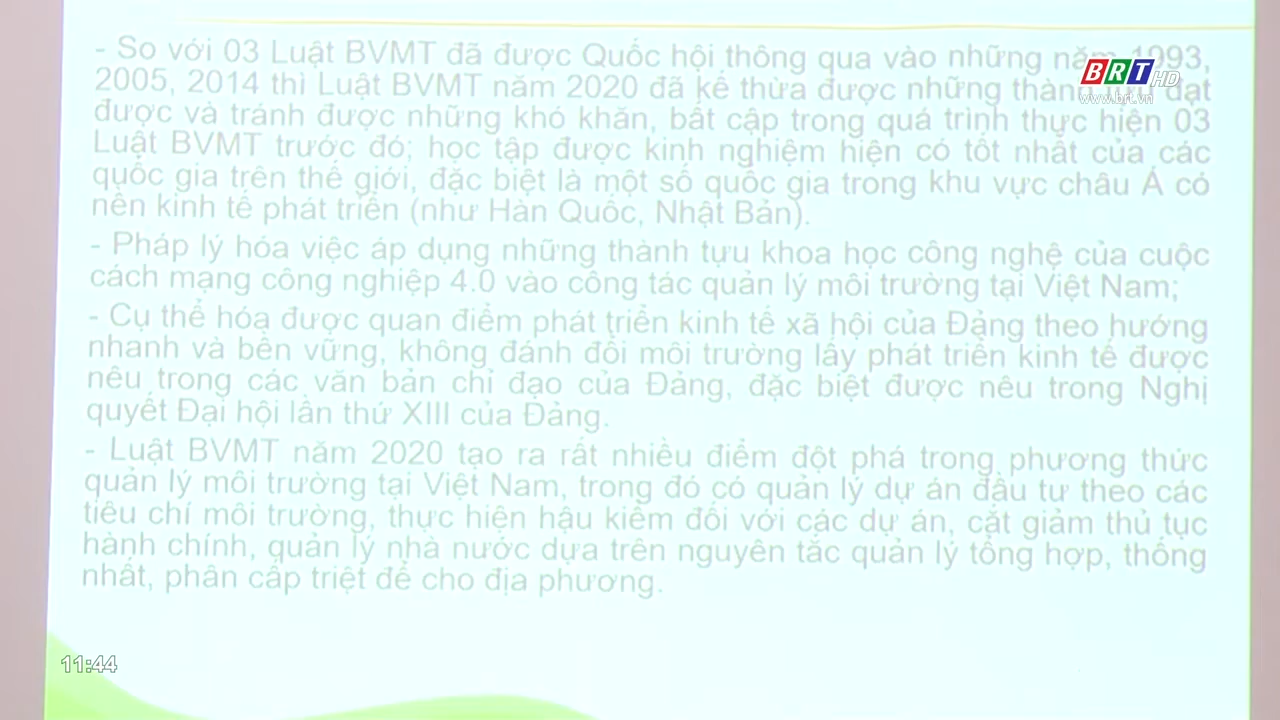 - So với 03 Luật BVMT đã được Quốc hội thông qua vào những năm 1993,
2005, 2014 thì Luật BVMT năm 2020 đã kế thừa được những thành tựu đạt
được và tránh được những khó khăn, bất cập trong quá trình thực hiện 03
Luật BVMT trước đó; học tập được kinh nghiệm hiện có tốt nhất của các
quốc gia trên thế giới, đặc biệt là một số quốc gia trong khu vực châu Á có
nền kinh tế phát triển (như Hàn Quốc, Nhật Bản).
- Pháp lý hóa việc áp dụng những thành tựu khoa học công nghệ của cuộc
cách mạng công nghiệp 4.0 vào công tác quản lý môi trường tại Việt Nam;
- Cụ thể hóa được quan điểm phát triển kinh tế xã hội của Đảng theo hướng
nhanh và bền vững, không đánh đổi môi trường lấy phát triển kinh tế được
nêu trong các văn bản chỉ đạo của Đảng, đặc biệt được nêu trong Nghị
quyết Đại hội lần thứ XIII của Đảng.
- Luật BVMT năm 2020 tạo ra rất nhiều điểm đột phá trong phương thức
quản lý môi trường tại Việt Nam, trong đó có quản lý dự án đầu tư theo các
tiêu chí môi trường, thực hiện hậu kiểm đối với các dự án, cắt giảm thủ tục
hành chính, quản lý nhà nước dựa trên nguyên tắc quản lý tổng hợp, thống
nhất, phân cấp triệt để cho địa phương.
BRT HD
www.brt.vn
11:44